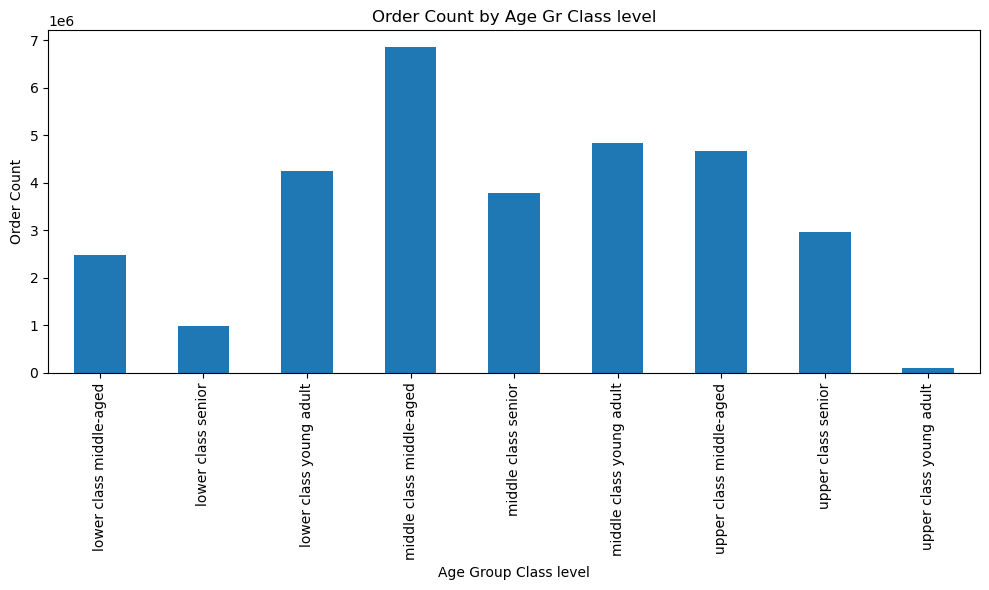 Order Count by Age Gr Class level
1e6
7
6
5
4
3
2
1
0
Order Count
lower class middle-aged
lower class senior
lower class young adult
middle class middle-aged
middle class senior
middle class young adult
upper class middle-aged
upper class senior
upper class young adult
Age Group Class level